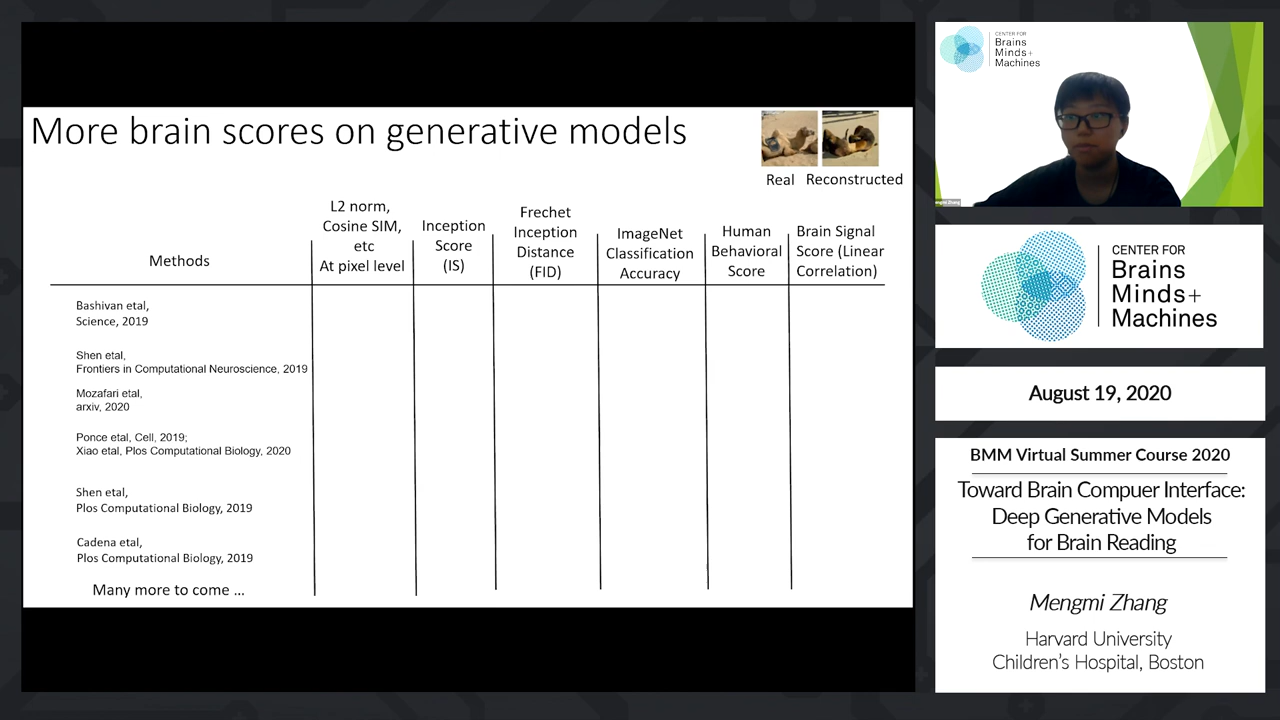 More brain scores on generative models
Real Reconstructed
Methods
L2 norm,
Cosine SIM,
etc
At pixel level
Inception
Score
(IS)
Frechet
Inception
Distance
(FID)
ImageNet
Classification
Accuracy
Human
Behavioral
Score
Brain Signal
Score (Linear
Correlation)
Bashivan etal,
Science, 2019
Shen etal,
Frontiers in Computational Neuroscience, 2019
Mozafari etal,
arxiv, 2020
Ponce etal, Cell, 2019;
Xiao etal, Plos Computational Biology, 2020
Shen etal,
Plos Computational Biology, 2019
Cadena etal,
Plos Computational Biology, 2019
Many more to come ...
CENTER FOR
Brains
Minds+
Machines
Mengmi Zhang
CENTER FOR
Brains
Minds+
Machines
August 19, 2020
BMM Virtual Summer Course 2020
Toward Brain Compuer Interface:
Deep Generative Models
for Brain Reading
Mengmi Zhang
Harvard University
Children's Hospital, Boston